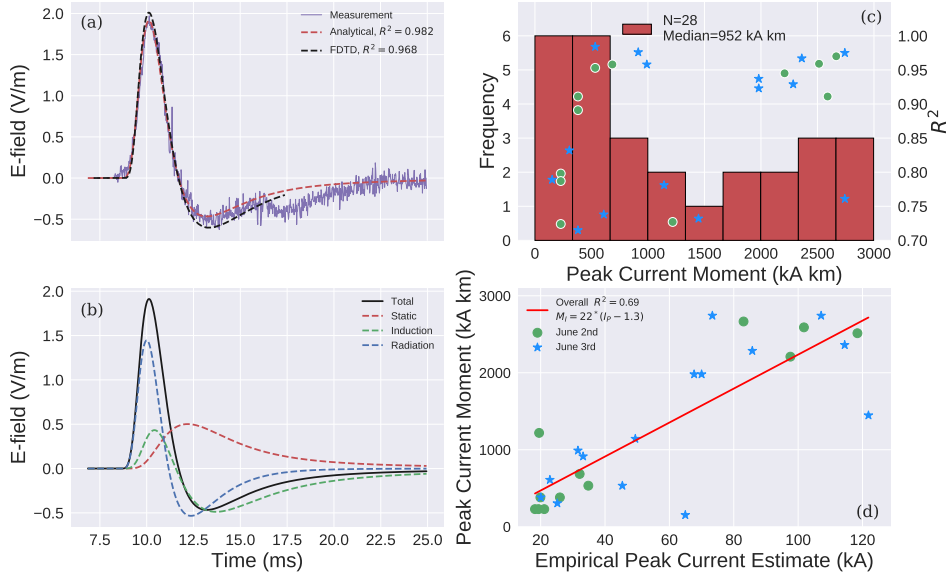 (a)
Measurement
Analytical, R² = 0.982
FDTD, R² = 0.968
E-field (V/m)
2.0
1.5
1.0
0.5
0.0
−0.5
(c)
N=28
Median=952 kA km
Frequency
6
5
4
3
2
1
0
R²
1.00
0.95
0.90
0.85
0.80
0.75
0.70
0 500 1000 1500 2000 2500 3000
Peak Current Moment (kA km)
(b)
Total
Static
Induction
Radiation
E-field (V/m)
2.0
1.5
1.0
0.5
0.0
−0.5
7.5 10.0 12.5 15.0 17.5 20.0 22.5 25.0
Time (ms)
Overall R² = 0.69
M_I = 22*(I_P − 1.3)
June 2nd
June 3rd
Peak Current Moment (kA km)
3000
2000
1000
0
(d)
20 40 60 80 100 120
Empirical Peak Current Estimate (kA)